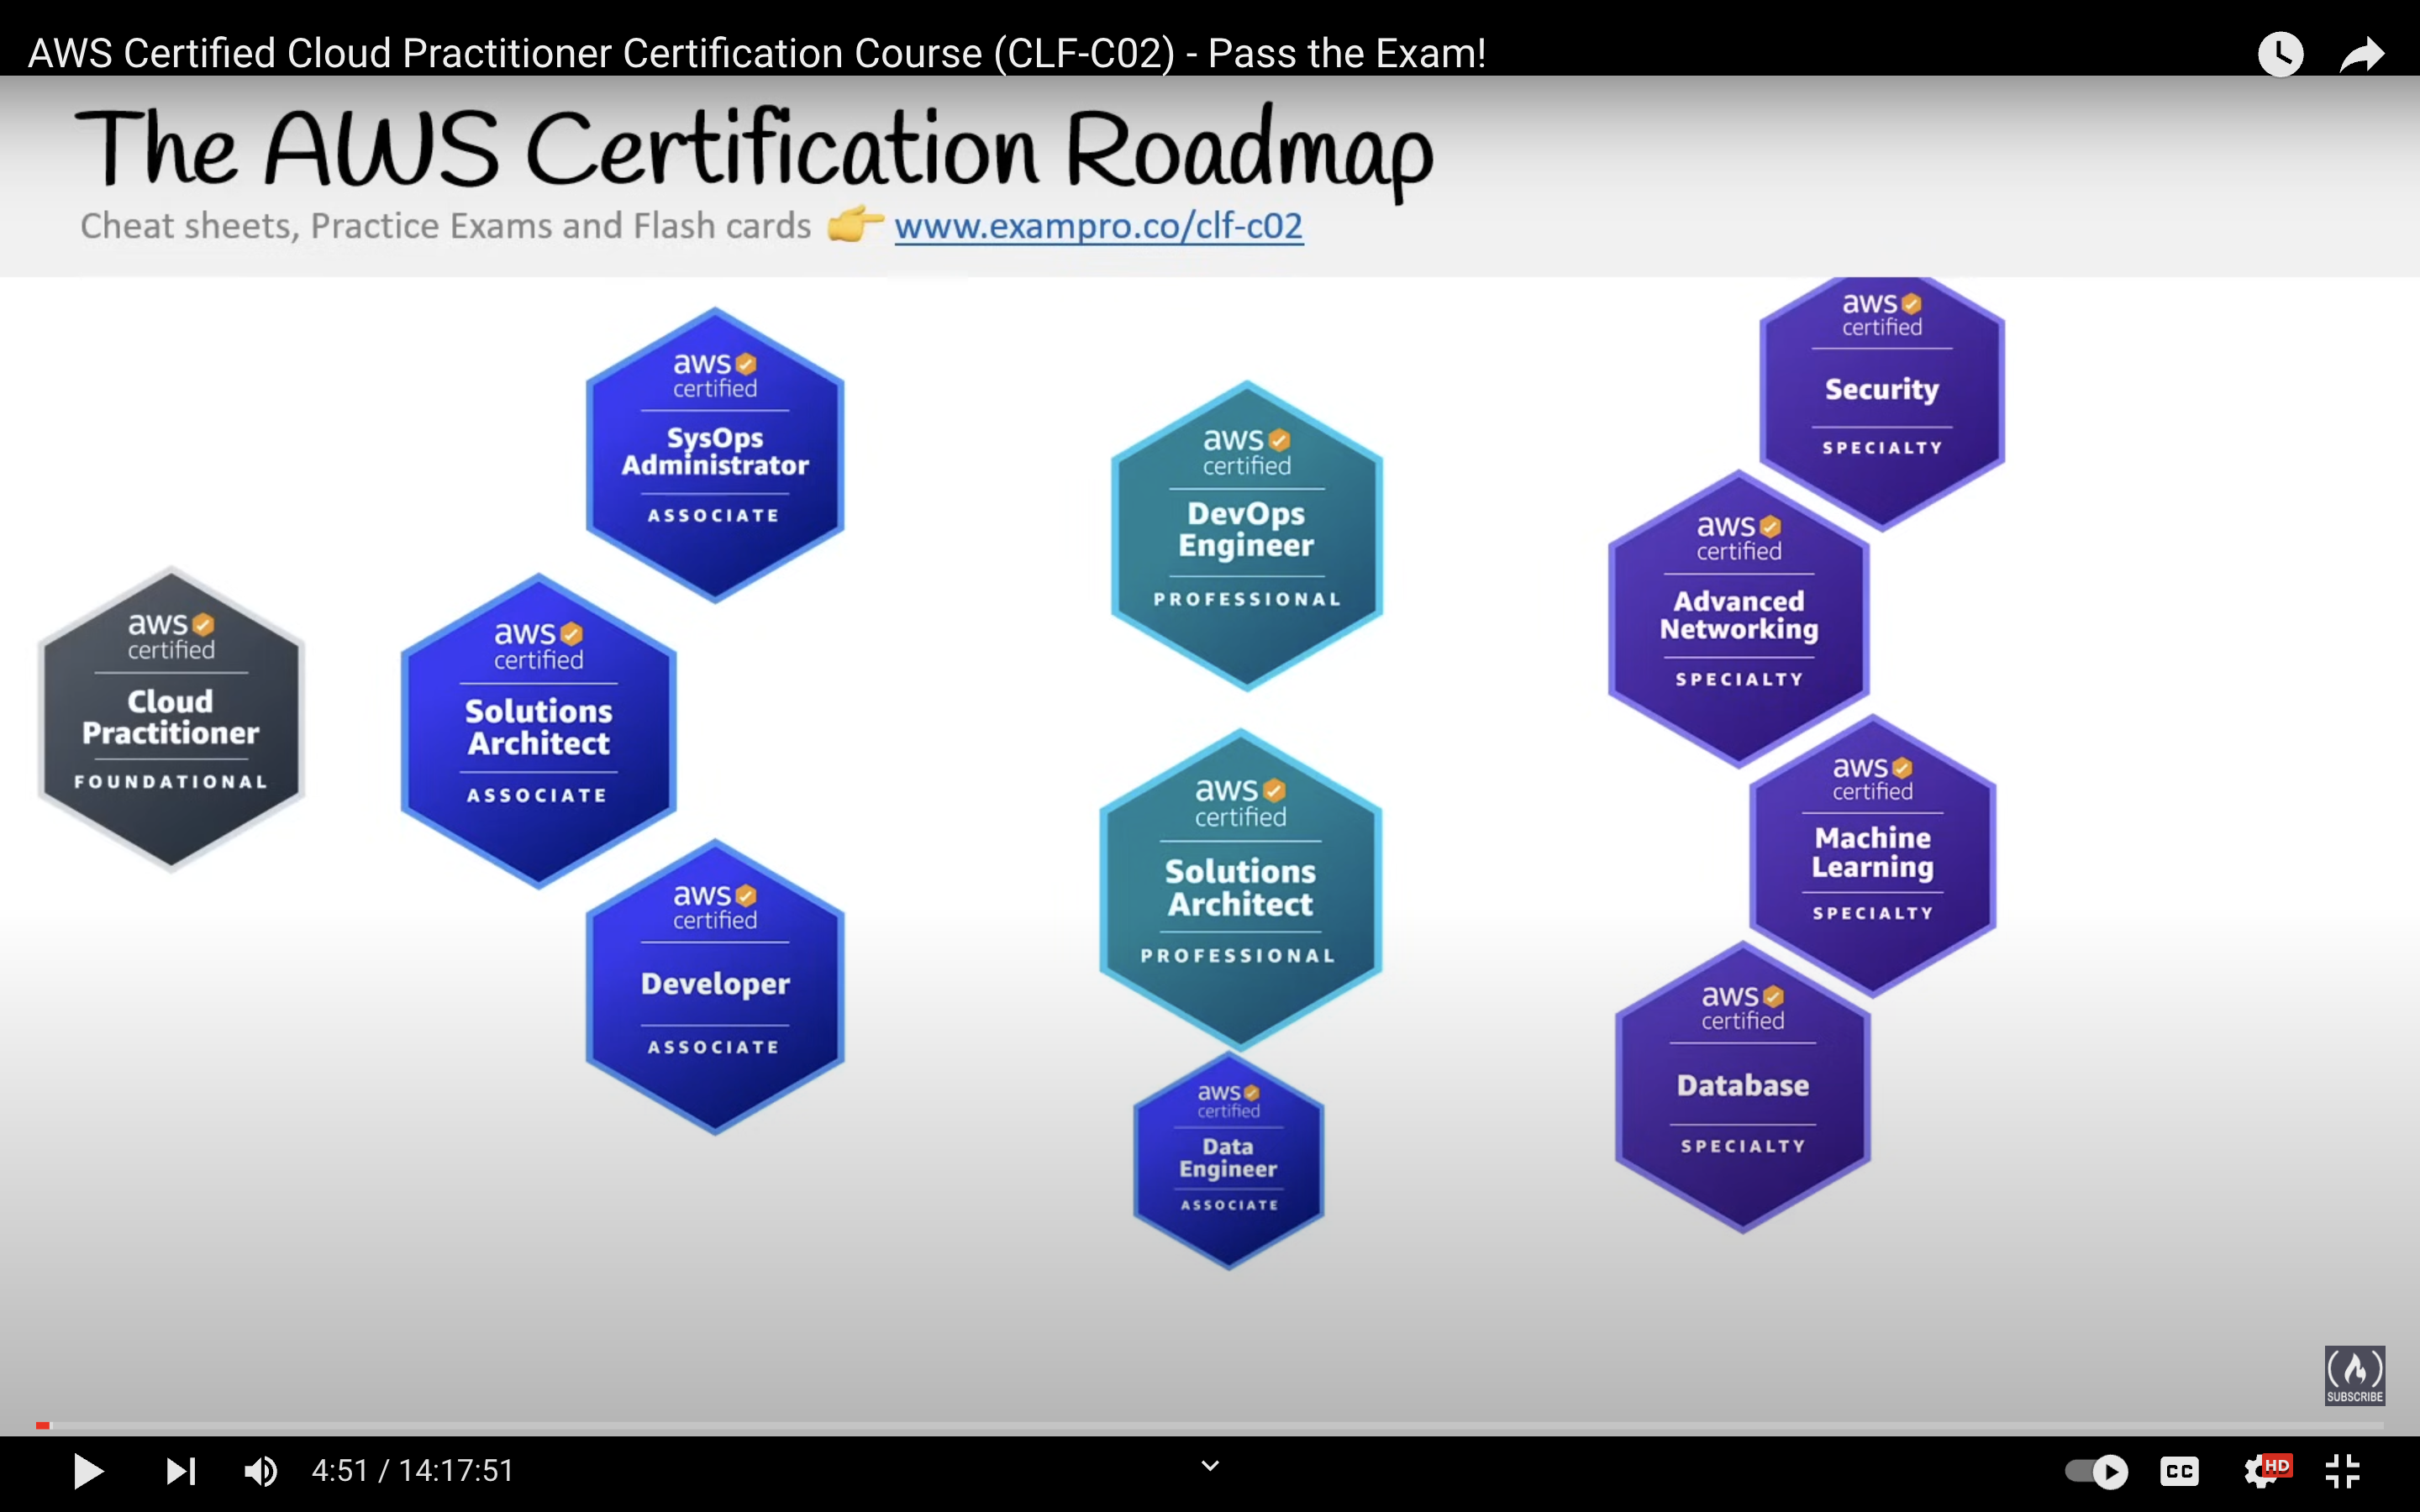 AWS Certified Cloud Practitioner Certification Course (CLF-C02) - Pass the Exam!
The AWS Certification Roadmap
Cheat sheets, Practice Exams and Flash cards 👉 www.exampro.co/clf-c02
aws
certified
Cloud
Practitioner
FOUNDATIONAL
aws
certified
SysOps
Administrator
ASSOCIATE
aws
certified
Solutions
Architect
ASSOCIATE
aws
certified
Developer
ASSOCIATE
aws
certified
DevOps
Engineer
PROFESSIONAL
aws
certified
Solutions
Architect
PROFESSIONAL
aws
certified
Data
Engineer
ASSOCIATE
aws
certified
Security
SPECIALTY
aws
certified
Advanced
Networking
SPECIALTY
aws
certified
Machine
Learning
SPECIALTY
aws
certified
Database
SPECIALTY
SUBSCRIBE
4:51 / 14:17:51
CC
HD